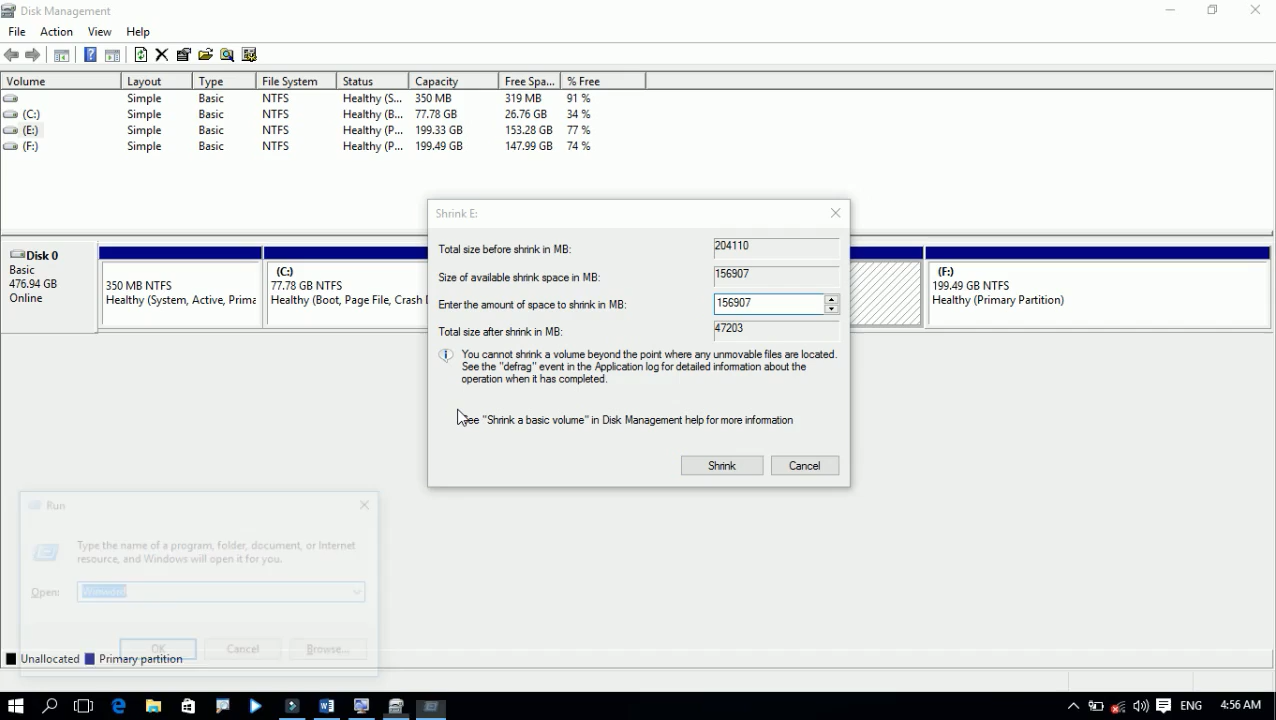 Disk Management
File Action View Help
Volume Layout Type File System Status Capacity Free Spa... % Free
Simple Basic NTFS Healthy (S... 350 MB 319 MB 91 %
(C:) Simple Basic NTFS Healthy (B... 77.78 GB 26.76 GB 34 %
(E:) Simple Basic NTFS Healthy (P... 199.33 GB 153.28 GB 77 %
(F:) Simple Basic NTFS Healthy (P... 199.49 GB 147.99 GB 74 %
Disk 0
Basic
476.94 GB
Online
350 MB NTFS
Healthy (System, Active, Prima
(C:)
77.78 GB NTFS
Healthy (Boot, Page File, Crash
(F:)
199.49 GB NTFS
Healthy (Primary Partition)
Shrink E:
Total size before shrink in MB: 204110
Size of available shrink space in MB: 156907
Enter the amount of space to shrink in MB: 156907
Total size after shrink in MB: 47203
You cannot shrink a volume beyond the point where any unmovable files are located.
See the "defrag" event in the Application log for detailed information about the
operation when it has completed.
See "Shrink a basic volume" in Disk Management help for more information
Shrink Cancel
Run
Type the name of a program, folder, document, or Internet
resource, and Windows will open it for you.
Open:
OK Cancel Browse...
Unallocated Primary partition
ENG 4:56 AM